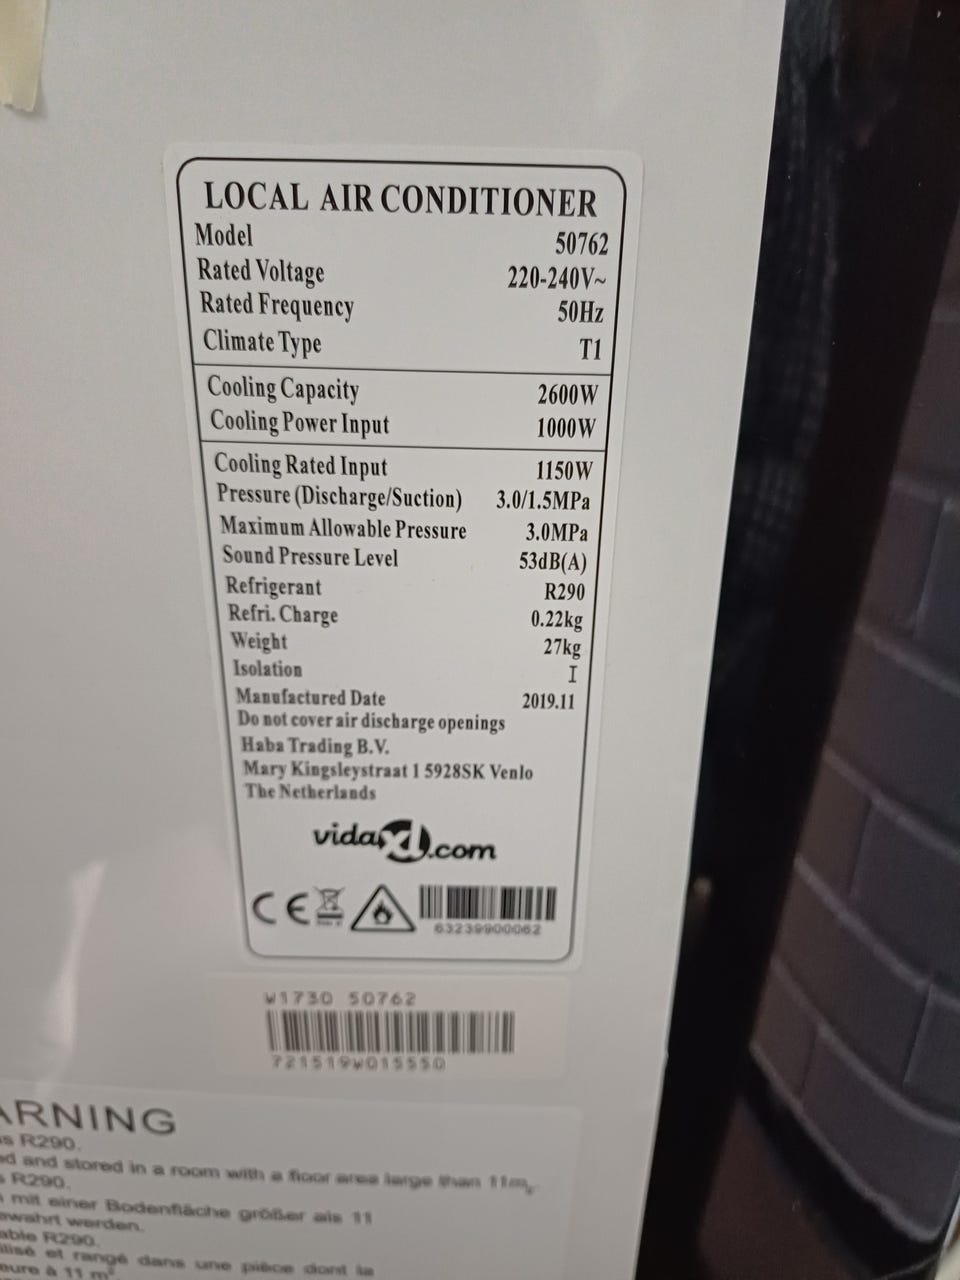 LOCAL AIR CONDITIONER
Model 50762
Rated Voltage 220-240V~
Rated Frequency 50Hz
Climate Type T1
Cooling Capacity 2600W
Cooling Power Input 1000W
Cooling Rated Input 1150W
Pressure (Discharge/Suction) 3.0/1.5MPa
Maximum Allowable Pressure 3.0MPa
Sound Pressure Level 53dB(A)
Refrigerant R290
Refri. Charge 0.22kg
Weight 27kg
Isolation I
Manufactured Date 2019.11
Do not cover air discharge openings
Haba Trading B.V.
Mary Kingsleystraat 1 5928SK Venlo
The Netherlands
vidaXL.com
CE
63239900062
W1730 50762
721519W015550
ARNING
s R290.
ed and stored in a room with a floor area large than 11m
R290.
mit einer Bodenfläche größer als 11
ewahrt werden.
able R290.
ilisé et rangé dans une pièce dont la
eure à 11 m²